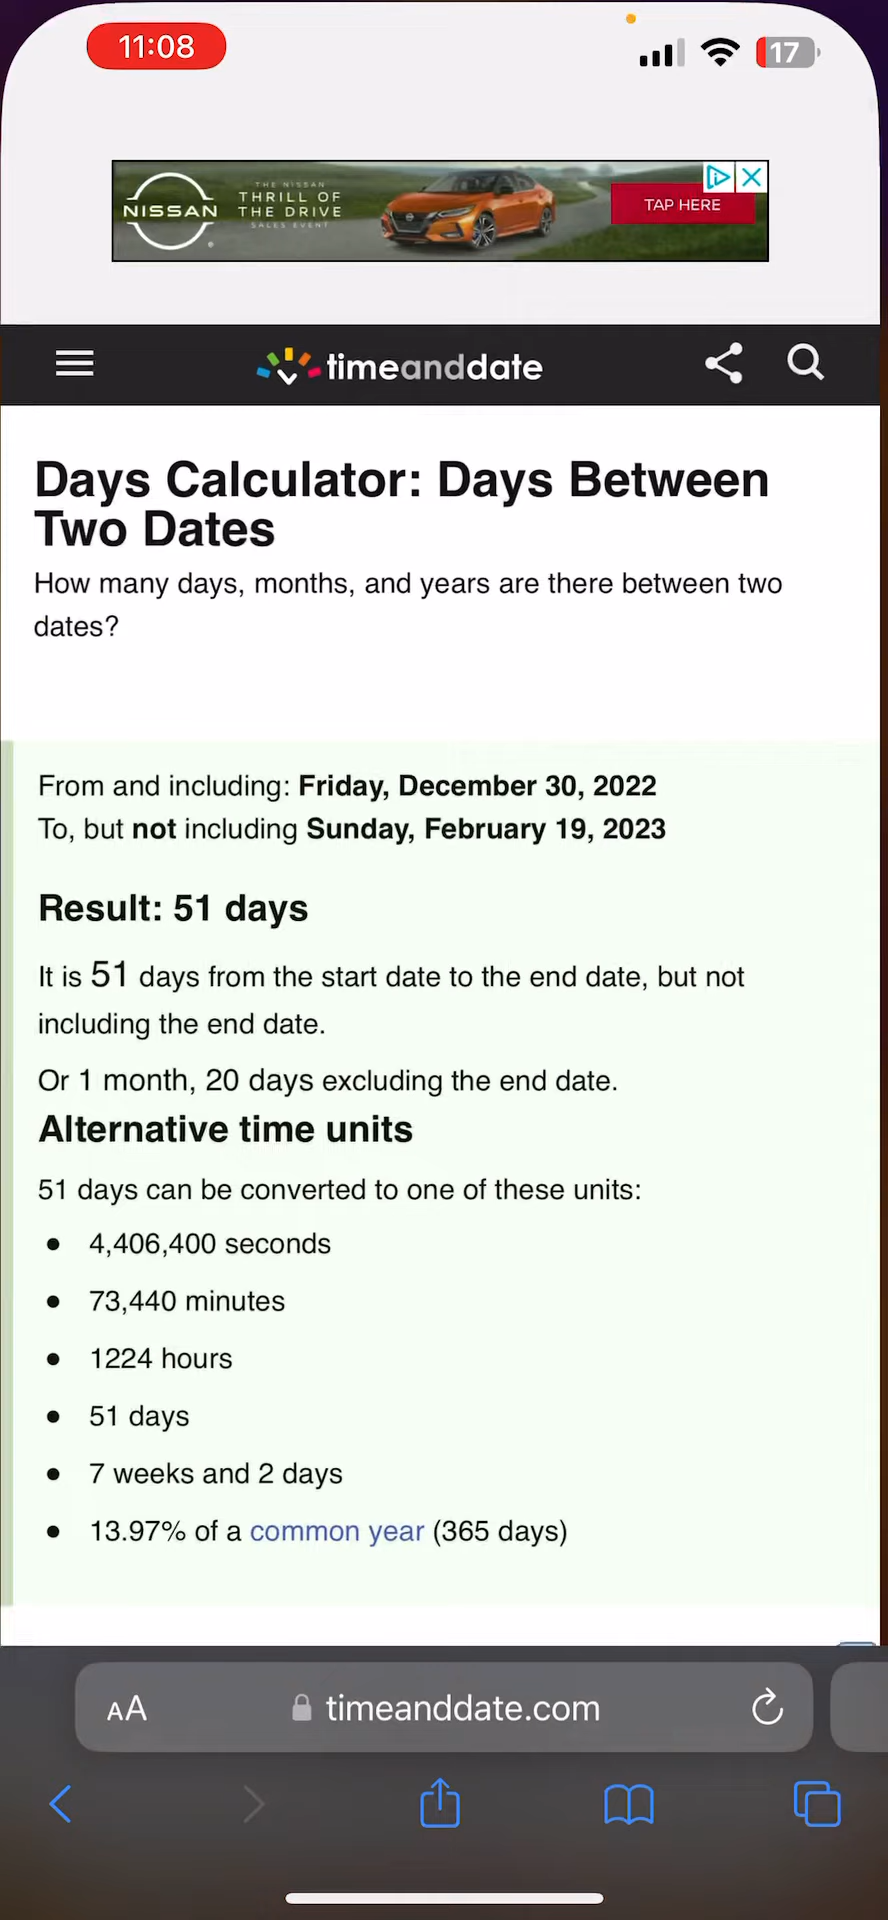 11:08
17
NISSAN
THE NISSAN
THRILL OF
THE DRIVE
SALES EVENT
TAP HERE
timeanddate
Days Calculator: Days Between
Two Dates
How many days, months, and years are there between two
dates?
From and including: Friday, December 30, 2022
To, but not including Sunday, February 19, 2023
Result: 51 days
It is 51 days from the start date to the end date, but not
including the end date.
Or 1 month, 20 days excluding the end date.
Alternative time units
51 days can be converted to one of these units:
• 4,406,400 seconds
• 73,440 minutes
• 1224 hours
• 51 days
• 7 weeks and 2 days
• 13.97% of a common year (365 days)
AA timeanddate.com